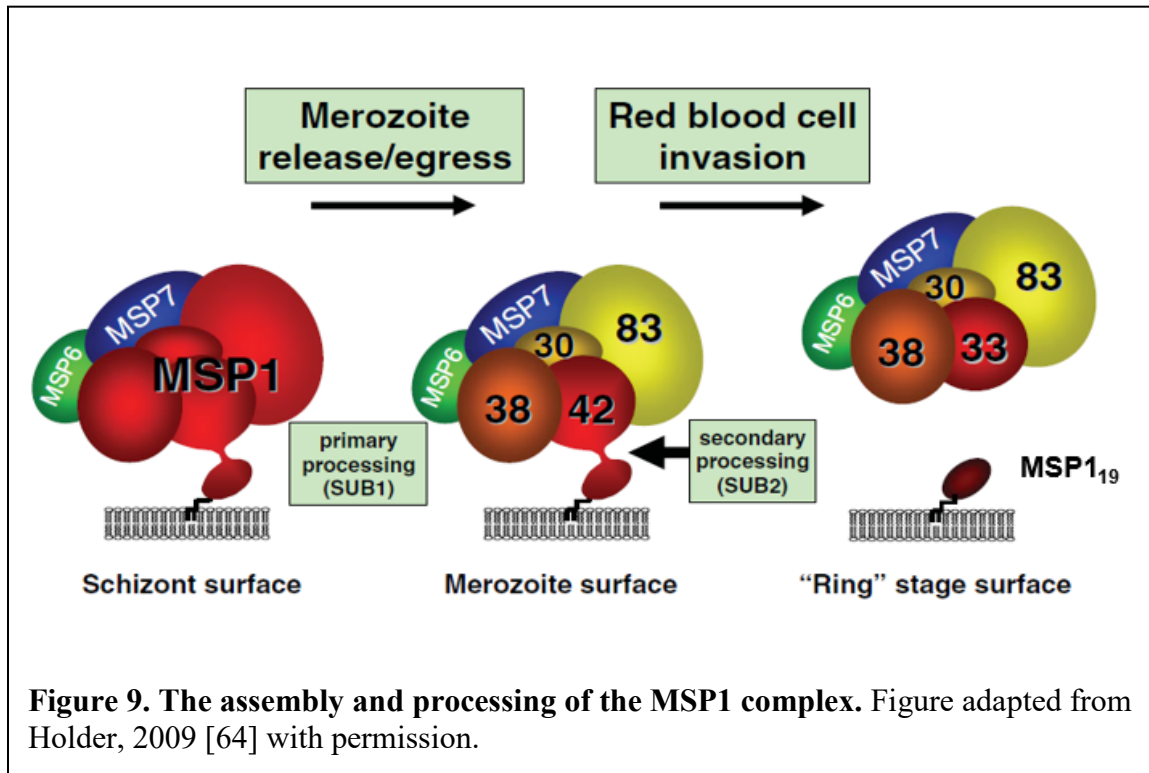 Merozoite
release/egress
Red blood cell
invasion
MSP6
MSP7
MSP1
primary
processing
(SUB1)
MSP6
MSP7
30
83
38
42
secondary
processing
(SUB2)
MSP6
MSP7
30
83
38
33
MSP1₁₉
Schizont surface
Merozoite surface
“Ring” stage surface
Figure 9. The assembly and processing of the MSP1 complex. Figure adapted from
Holder, 2009 [64] with permission.